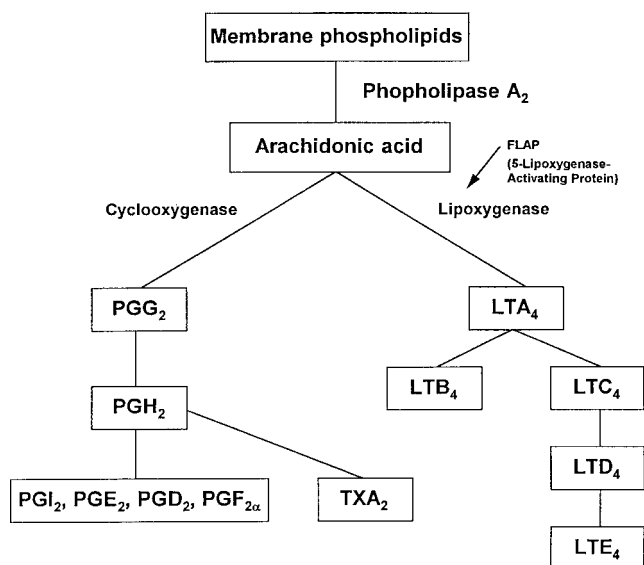 Membrane phospholipids
Phopholipase A₂
Arachidonic acid
FLAP
(5-Lipoxygenase-
Activating Protein)
Cyclooxygenase
Lipoxygenase
PGG₂
LTA₄
LTB₄
LTC₄
PGH₂
LTD₄
PGI₂, PGE₂, PGD₂, PGF₂α
TXA₂
LTE₄